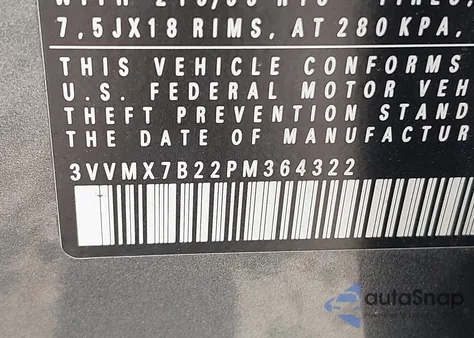 7,5JX18 RIMS, AT 280 KPA,
THIS VEHICLE CONFORMS
U.S. FEDERAL MOTOR VEH
THEFT PREVENTION STAND
THE DATE OF MANUFACTUR
3VVMX7B22PM364322
autoSnap